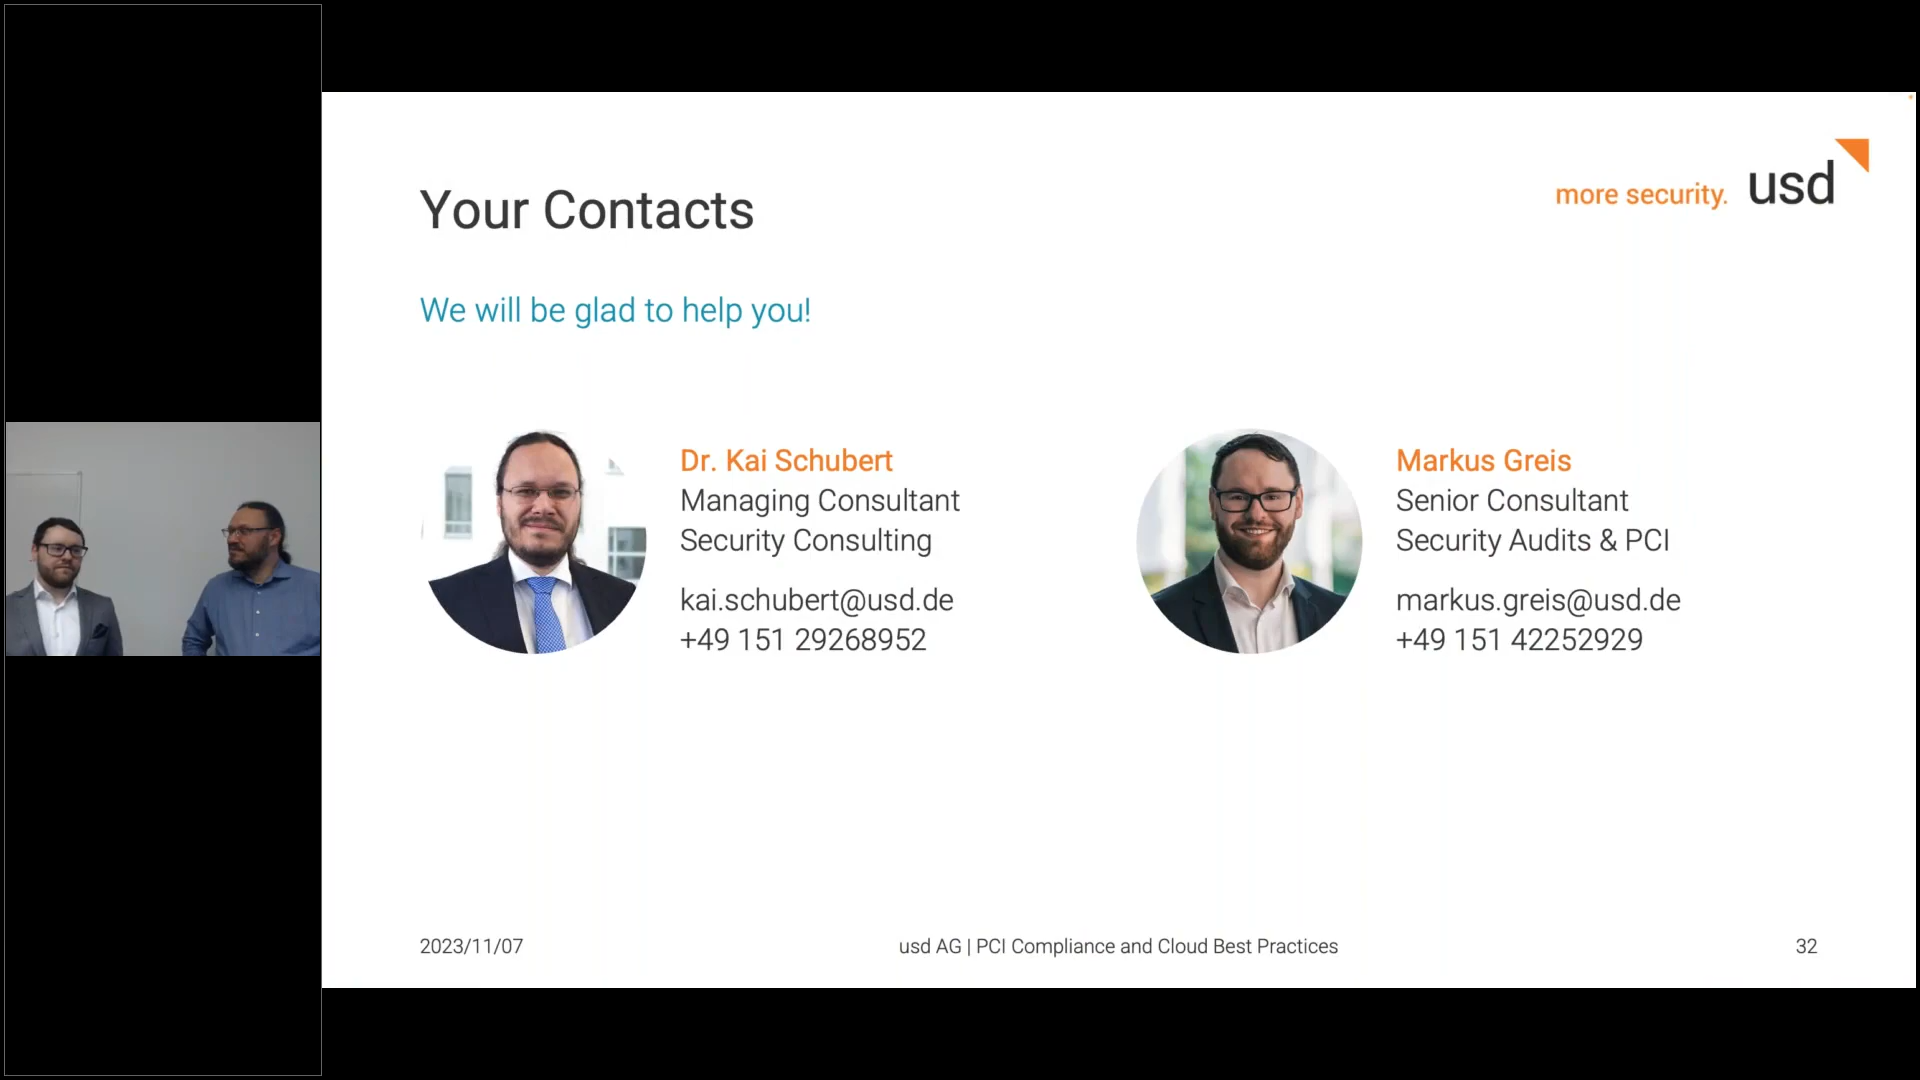 more security. usd
Your Contacts
We will be glad to help you!
Dr. Kai Schubert
Managing Consultant
Security Consulting
kai.schubert@usd.de
+49 151 29268952
Markus Greis
Senior Consultant
Security Audits & PCI
markus.greis@usd.de
+49 151 42252929
2023/11/07
usd AG | PCI Compliance and Cloud Best Practices
32